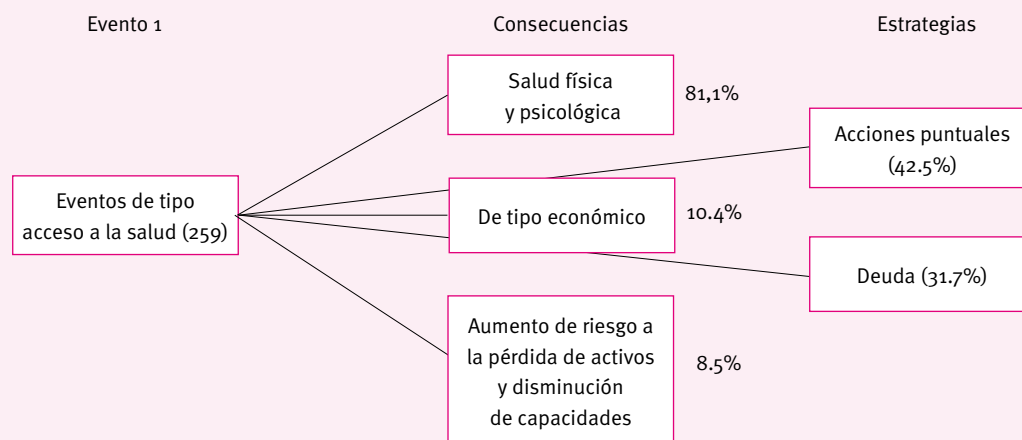 Evento 1
Consecuencias
Estrategias
Salud física
y psicológica
81,1%
Acciones puntuales
(42.5%)
Eventos de tipo
acceso a la salud (259)
De tipo económico
10.4%
Deuda (31.7%)
Aumento de riesgo a
la pérdida de activos
y disminución
de capacidades
8.5%